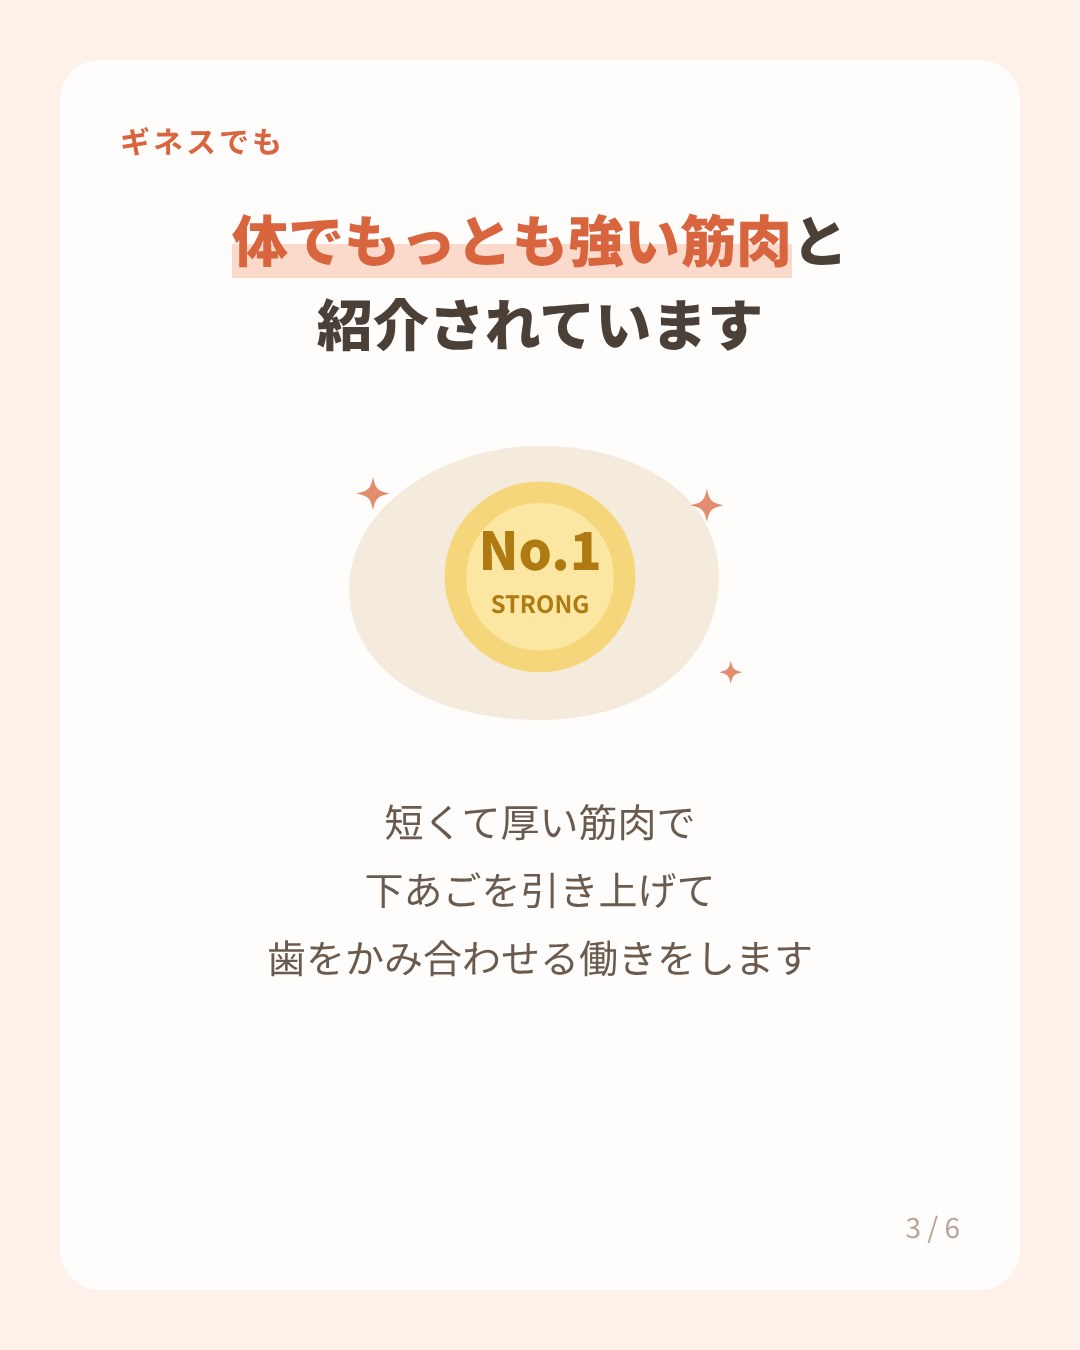 ギネスでも
体でもっとも強い筋肉と
紹介されています
No.1
STRONG
短くて厚い筋肉で
下あごを引き上げて
歯をかみ合わせる働きをします
3 / 6